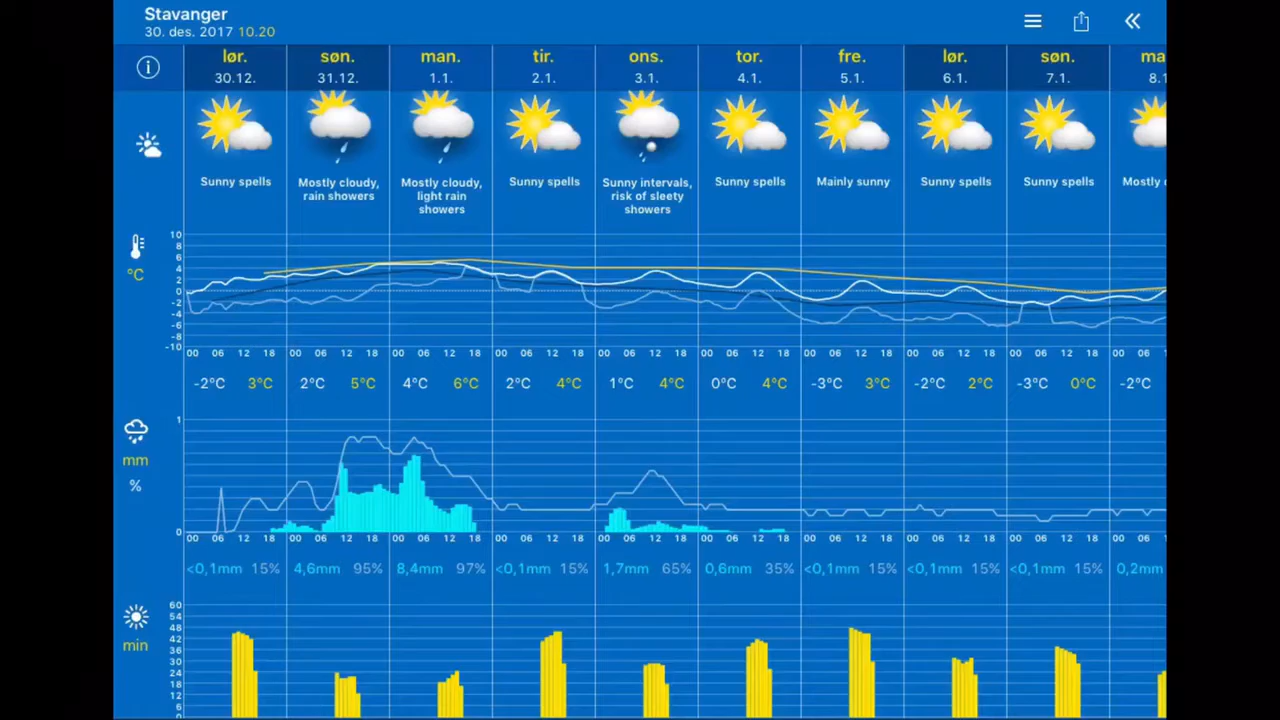 Stavanger
30. des. 2017 10.20
lør. søn. man. tir. ons. tor. fre. lør. søn. ma
30.12. 31.12. 1.1. 2.1. 3.1. 4.1. 5.1. 6.1. 7.1. 8.1
Sunny spells Mostly cloudy, Mostly cloudy, Sunny spells Sunny intervals, Sunny spells Mainly sunny Sunny spells Sunny spells Mostly c
rain showers light rain risk of sleety
showers showers
10
8
6
°C
4
2
0
-2
-4
-6
-8
-10
00 06 12 18 00 06 12 18 00 06 12 18 00 06 12 18 00 06 12 18 00 06 12 18 00 06 12 18 00 06 12 18 00 06 12 18 00 06 12
-2°C 3°C 2°C 5°C 4°C 6°C 2°C 4°C 1°C 4°C 0°C 4°C -3°C 3°C -2°C 2°C -3°C 0°C -2°C
1
mm
%
0
00 06 12 18 00 06 12 18 00 06 12 18 00 06 12 18 00 06 12 18 00 06 12 18 00 06 12 18 00 06 12 18 00 06 12 18 00 06 12
<0,1mm 15% 4,6mm 95% 8,4mm 97% <0,1mm 15% 1,7mm 65% 0,6mm 35% <0,1mm 15% <0,1mm 15% <0,1mm 15% 0,2mm
60
54
48
42
min
36
30
24
18
12
6
0